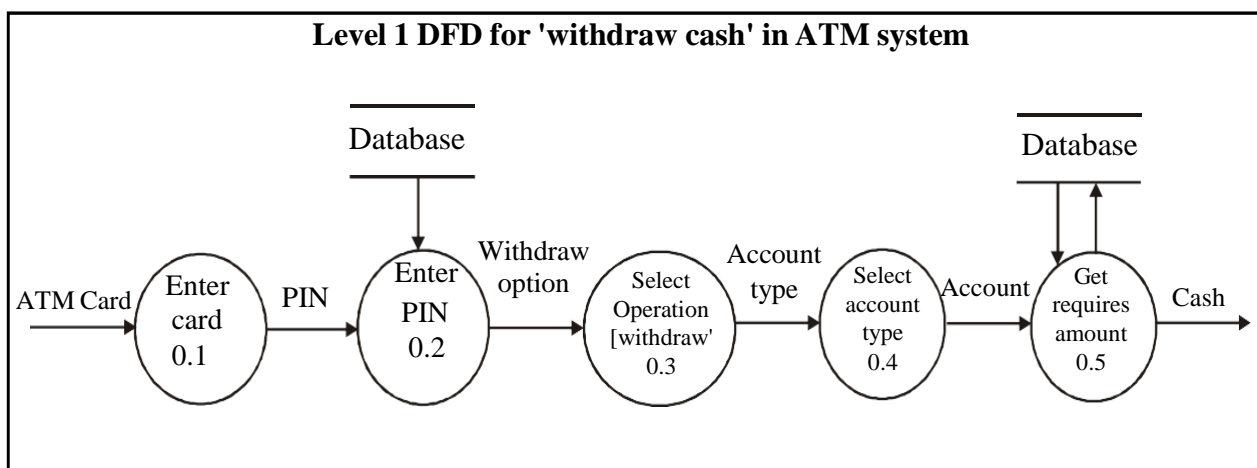 Level 1 DFD for 'withdraw cash' in ATM system
Database
Database
ATM Card
Enter
card
0.1
PIN
Enter
PIN
0.2
Withdraw
option
Select
Operation
[withdraw'
0.3
Account
type
Select
account
type
0.4
Account
Get
requires
amount
0.5
Cash